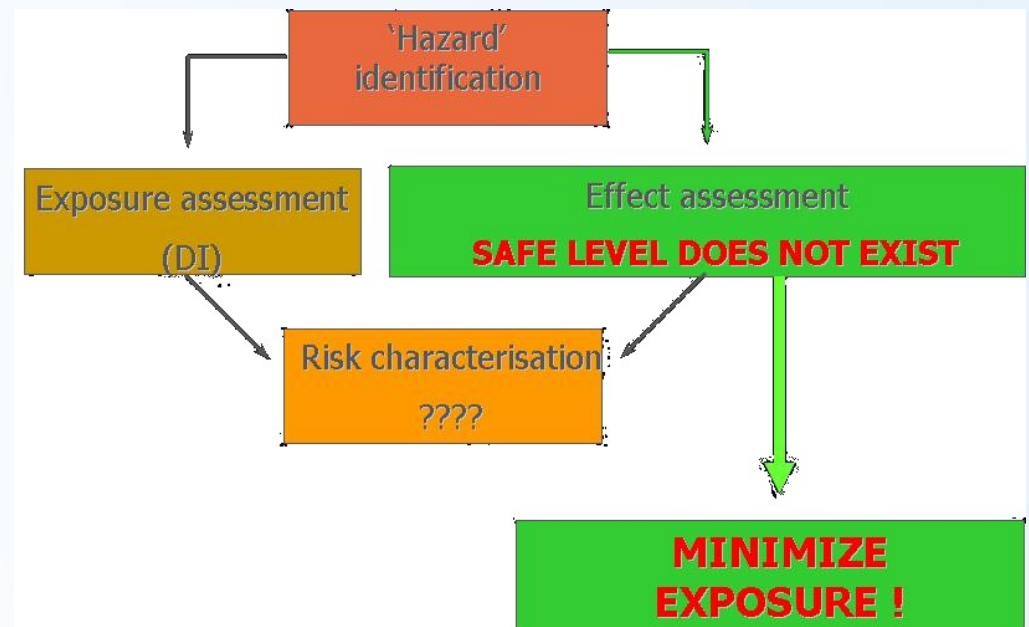 ‘Hazard’
identification
Exposure assessment
(DI)
Effect assessment
SAFE LEVEL DOES NOT EXIST
Risk characterisation
????
MINIMIZE
EXPOSURE !